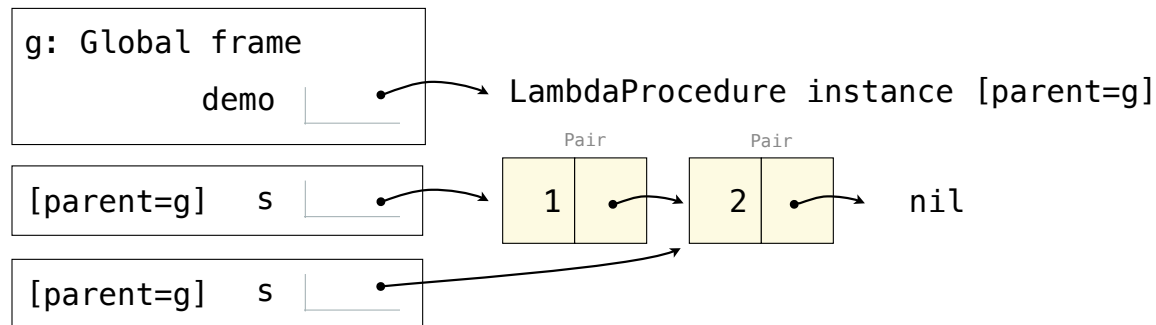 g: Global frame
demo
LambdaProcedure instance [parent=g]
Pair
Pair
[parent=g] s
1
2
nil
[parent=g] s